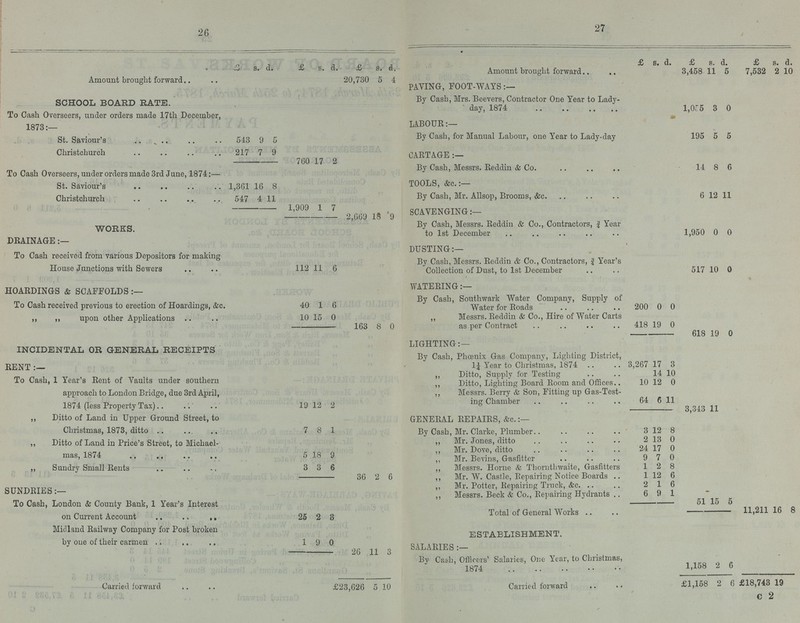 26
£ s. d. £ s. d. £ s. d.
Amount brought forward.. .. 20,730 5 4
SCHOOL BOARD RATE.
To Cash Overseers, under orders made 17th December,
1873:—
St. Saviour's .. .. .. .. 543 9 5
Christchurch .. .. .. .. 217 7 9
760 17 2
To Cash Overseers, under orders made 3rd June, 1874:—
St. Saviour's .. .. .. .. 1,361 16 8
Christchurch .. .. .. .. 547 4 11
1,909 1 7
2,669 18 9
WORKS.
DRAINAGE:—
To Cash received from various Depositors for making
House Junctions with Sewers .. .. 112 11 6
HOARDINGS & SCAFFOLDS:—
To Cash received previous to erection of Hoardings, &c. 40 1 6
„ „ upon other Applications .. .. 10 15 0
163 8 0
INCIDENTAL OR GENERAL RECEIPTS
RENT:—
To Cash, 1 Year's Rent of Vaults under southern
approach to London Bridge, due 3rd April,
1874 (less Property Tax).. .. .. 19 12 2
„ Ditto of Land in Upper Ground Street, to
Christmas, 1873, ditto .. .. .. 7 8 1
„ Ditto of Land in Price's Street, to Michael-
mas, 1874 .. .. .. .. 5 18 9
„ Sundry Small Rents .. .. .. 3 3 6
36 2 6
SUNDRIES:—
To Cash, London & County Bank, 1 Year's Interest
on Current Account .. .. .. 25 2 3
Midland Railway Company for Post broken
by one of their carmen .. .. .. 1 9 0
26 11 3
Carried forward .. .. £23,626 5 10
27
£ s. d. £ s. d. £ s. d.
Amount brought forward.. .. 3,458 11 5 7,532 2 10
PAVING, FOOT-WAYS:—
By Cash, Mrs. Beevers, Contractor One Year to Lady-
day, 1874 .. .. .. .. 1,055 3 0
LABOUR:—
By Cash, for Manual Labour, one Year to Lady-day 195 5 5
CARTAGE:—
By Cash, Messrs. Reddin & Co. .. .. .. 14 8 6
TOOLS, &c.:—
By Cash, Mr. Allsop, Brooms, &c. .. .. .. 6 12 11
SCAVENGING:—
By Cash, Messrs. Reddin & Co., Contractors, ¾ Year
to 1st December .. .. .. .. .. 1,950 0 0
DUSTING:—
By Cash, Messrs. Reddin & Co., Contractors, ¾ Year's
Collection of Dust, to 1st December .. .. 517 10 0
WATERING:—
By Cash, Southwark Water Company, Supply of
Water for Roads .. .. .. .. 200 0 0
„ Messrs. Reddin & Co., Hire of Water Carts
as per Contract .. .. .. .. 418 19 0
618 19 0
LIGHTING:—
By Cash, Phœnix Gas Company, Lighting District,
1¼ Year to Christmas, 1874 .. .. 3,267 17 3
„ Ditto, Supply for Testing .. .. 14 10
„ Ditto, Lighting Board Room and Offices.. 10 12 0
„ Messrs. Berry & Son, Fitting up Gas-Test-
ing Chamber .. .. .. .. 64 6 11
3,343 11
GENERAL REPAIRS, &c.:—
By Cash, Mr. Clarke, Plumber.. .. .. .. 3 12 8
„ Mr. Jones, ditto .. .. .. .. 2 13 0
„ Mr. Dove, ditto .. .. .. .. 24 17 0
„ Mr. Bevins, Gasfitter .. .. .. 9 7 0
„ Messrs. Horne & Thornthwaite, Gasfitters 1 2 8
„ Mr. W. Castle, Repairing Notice Boards .. 1 12 6
„ Mr. Potter, Repairing Truck, &c. .. .. 2 1 6
„ Messrs. Beck & Co., Repairing Hydrants .. 6 9 1
51 15 5
Total of General Works .. .. 11,211 16 8
ESTABLISHMENT.
SALARIES:—
By Cash, Officers' Salaries, One Year, to Christmas,
1874 .. .. .. .. .. .. 1,158 2 6
Carried forward .. .. £1,158 2 6 £18,743 19
C 2